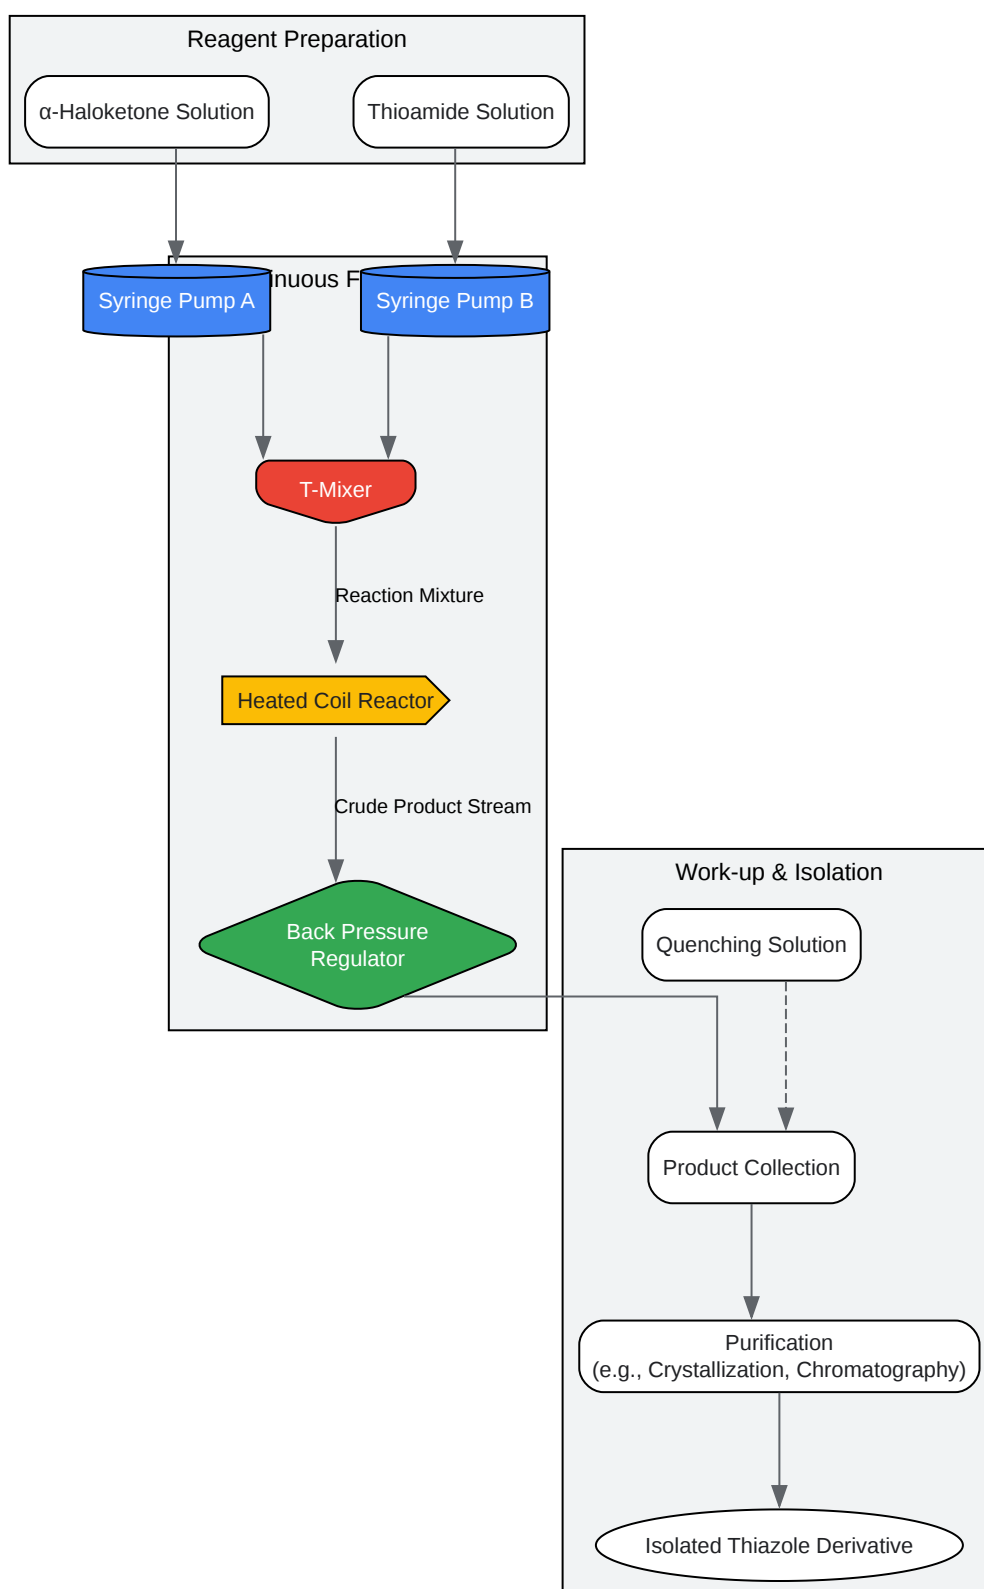 Reagent Preparation
α-Haloketone Solution
Thioamide Solution
Syringe Pump A
Syringe Pump B
T-Mixer
Reaction Mixture
Heated Coil Reactor
Crude Product Stream
Back Pressure
Regulator
Work-up & Isolation
Quenching Solution
Product Collection
Purification
(e.g., Crystallization, Chromatography)
Isolated Thiazole Derivative